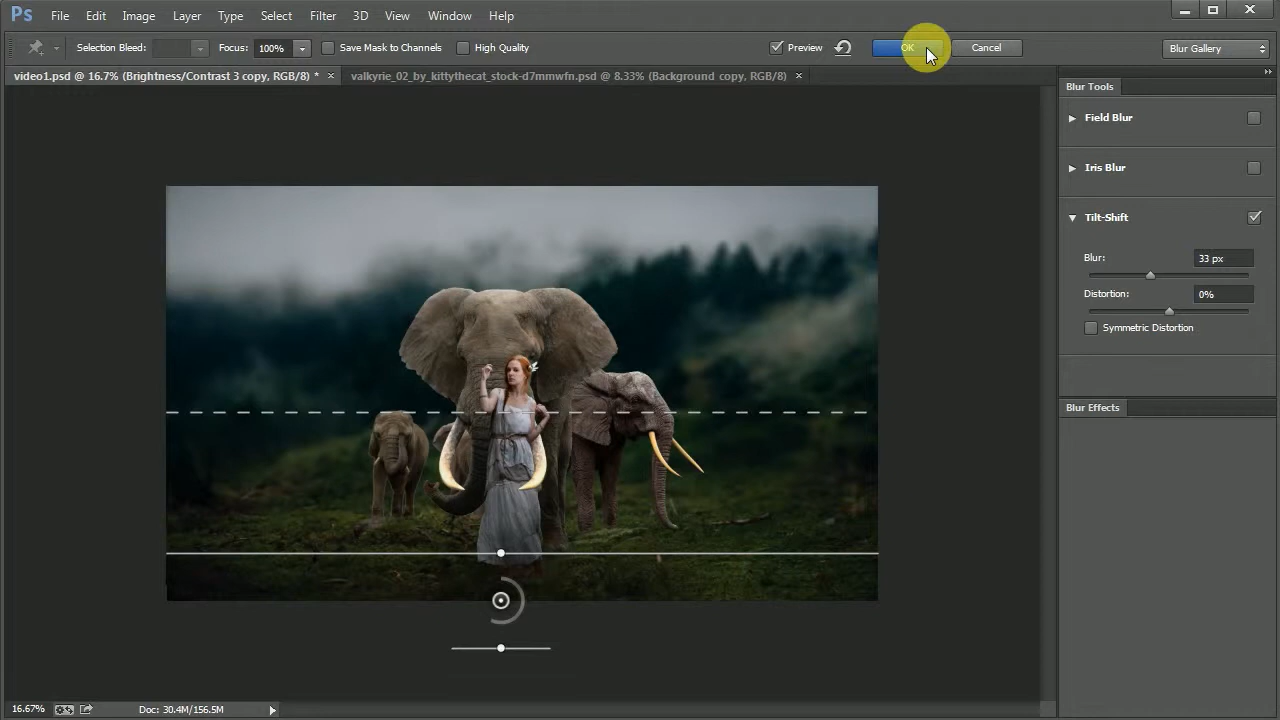 Ps File Edit Image Layer Type Select Filter 3D View Window Help
Selection Bleed: Focus: 100% Save Mask to Channels High Quality Preview OK Cancel Blur Gallery
video1.psd @ 16.7% (Brightness/Contrast 3 copy, RGB/8) * × valkyrie_02_by_kittythecat_stock-d7mmwfn.psd @ 8.33% (Background copy, RGB/8) ×
Blur Tools
Field Blur
Iris Blur
Tilt-Shift
Blur: 33 px
Distortion: 0%
Symmetric Distortion
Blur Effects
16.67% Doc: 30.4M/156.5M